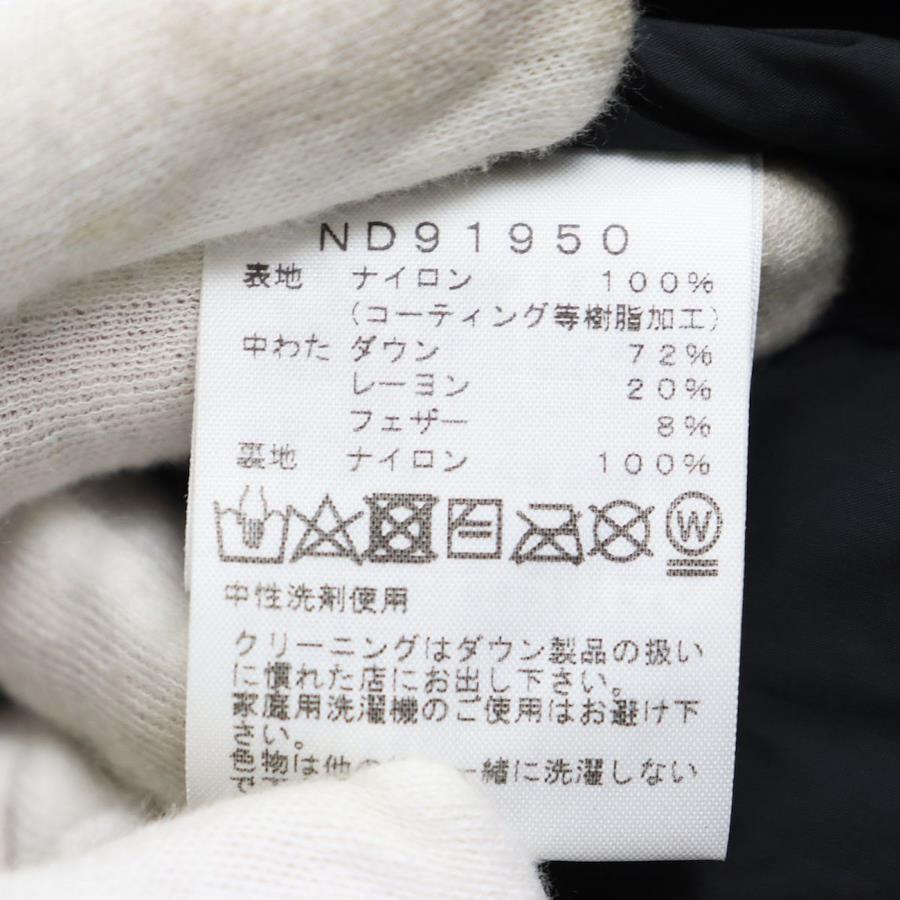 ND91950
表地 ナイロン 100%
(コーティング等樹脂加工)
中わた ダウン 72%
レーヨン 20%
フェザー 8%
裏地 ナイロン 100%
W
中性洗剤使用
クリーニングはダウン製品の扱い
に慣れた店にお出し下さい。
家庭用洗濯機のご使用はお避け下
さい。
色物は他の 一緒に洗濯しない
で